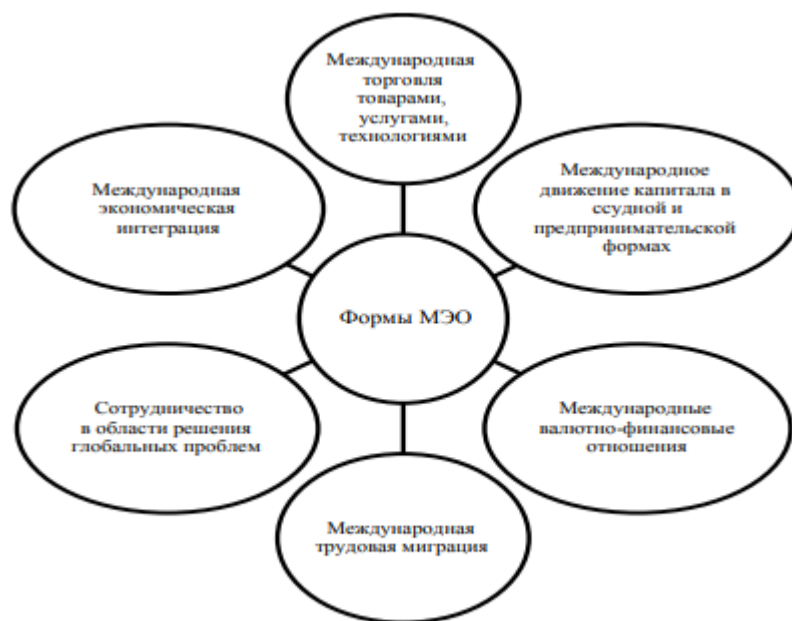 Международная
торговля
товарами,
услугами,
технологиями
Международное
движение капитала в
ссудной и
предпринимательской
формах
Международные
валютно-финансовые
отношения
Международная
трудовая миграция
Сотрудничество
в области решения
глобальных проблем
Международная
экономическая
интеграция
Формы МЭО